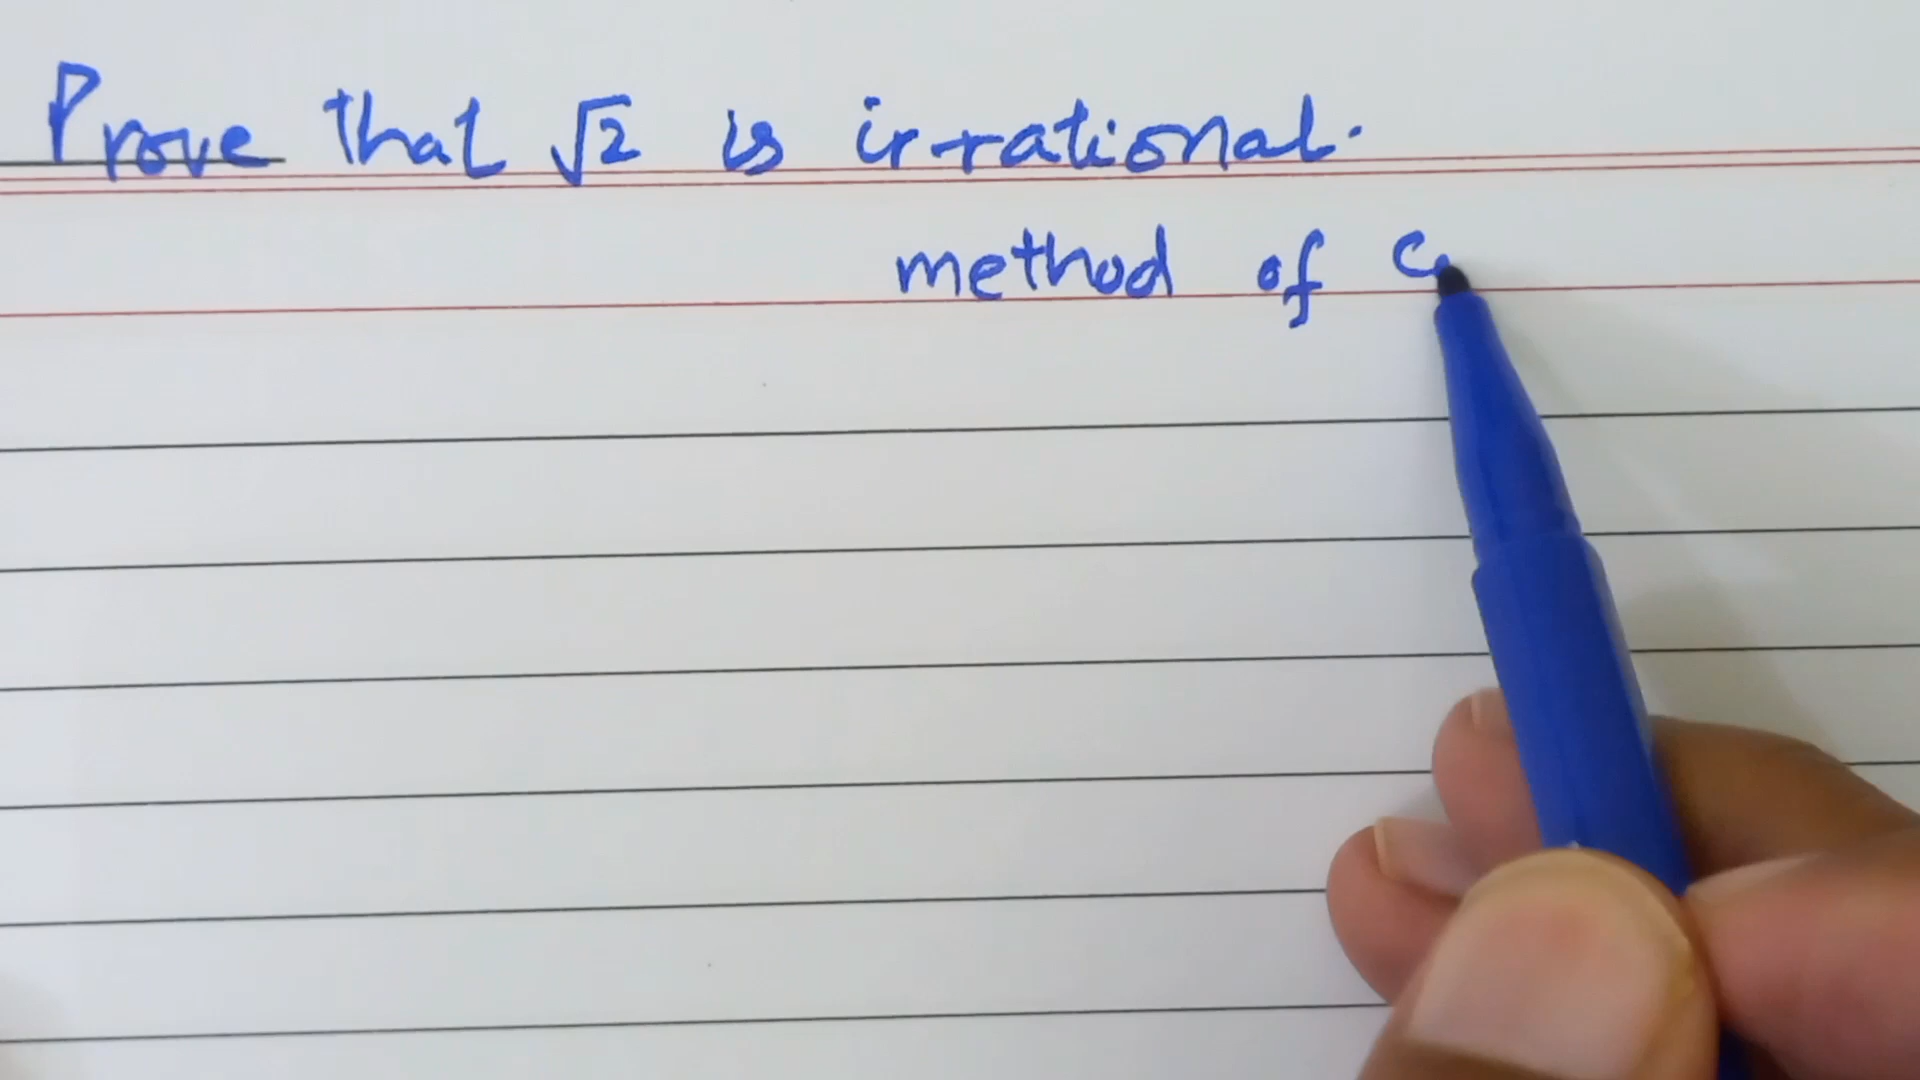 Prove that √2 is irrational.
method of